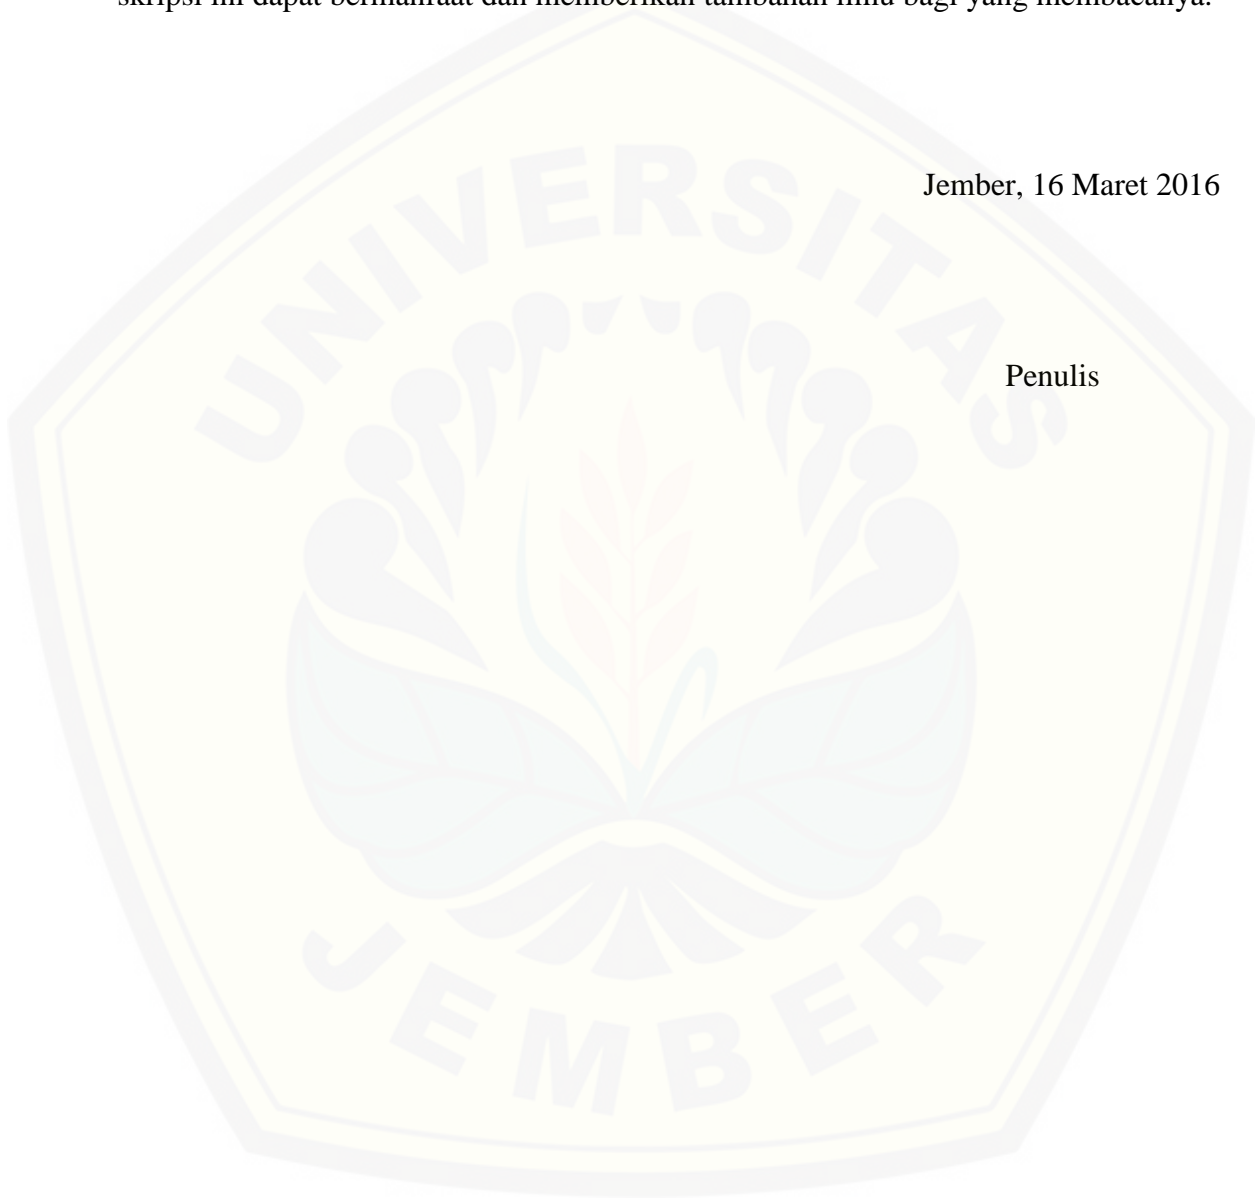 skripsi ini dapat bermanfaat dan memberikan tambahan ilmu bagi yang membacanya.
Jember, 16 Maret 2016
Penulis
UNIVERSITAS
JEMBER